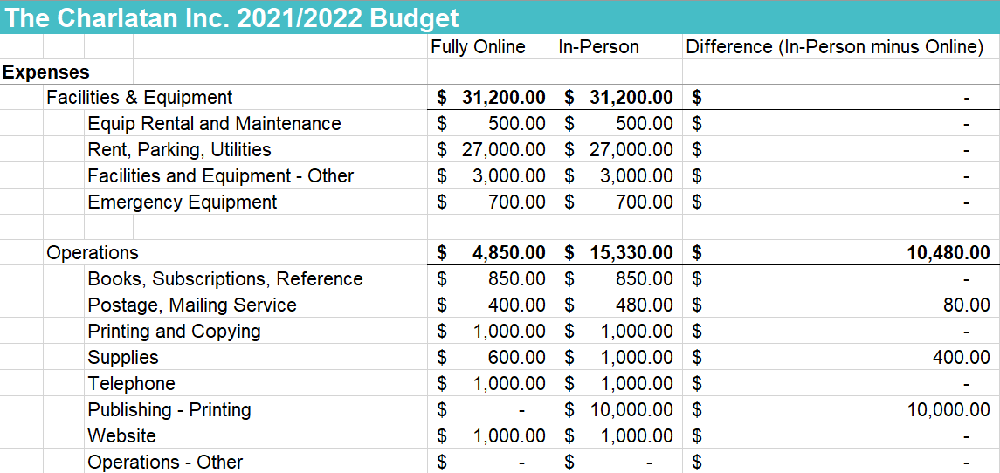 The Charlatan Inc. 2021/2022 Budget
Fully Online In-Person Difference (In-Person minus Online)
Expenses
Facilities & Equipment $ 31,200.00 $ 31,200.00 $ -
Equip Rental and Maintenance $ 500.00 $ 500.00 $ -
Rent, Parking, Utilities $ 27,000.00 $ 27,000.00 $ -
Facilities and Equipment - Other $ 3,000.00 $ 3,000.00 $ -
Emergency Equipment $ 700.00 $ 700.00 $ -
Operations $ 4,850.00 $ 15,330.00 $ 10,480.00
Books, Subscriptions, Reference $ 850.00 $ 850.00 $ -
Postage, Mailing Service $ 400.00 $ 480.00 $ 80.00
Printing and Copying $ 1,000.00 $ 1,000.00 $ -
Supplies $ 600.00 $ 1,000.00 $ 400.00
Telephone $ 1,000.00 $ 1,000.00 $ -
Publishing - Printing $ - $ 10,000.00 $ 10,000.00
Website $ 1,000.00 $ 1,000.00 $ -
Operations - Other $ - $ - $ -